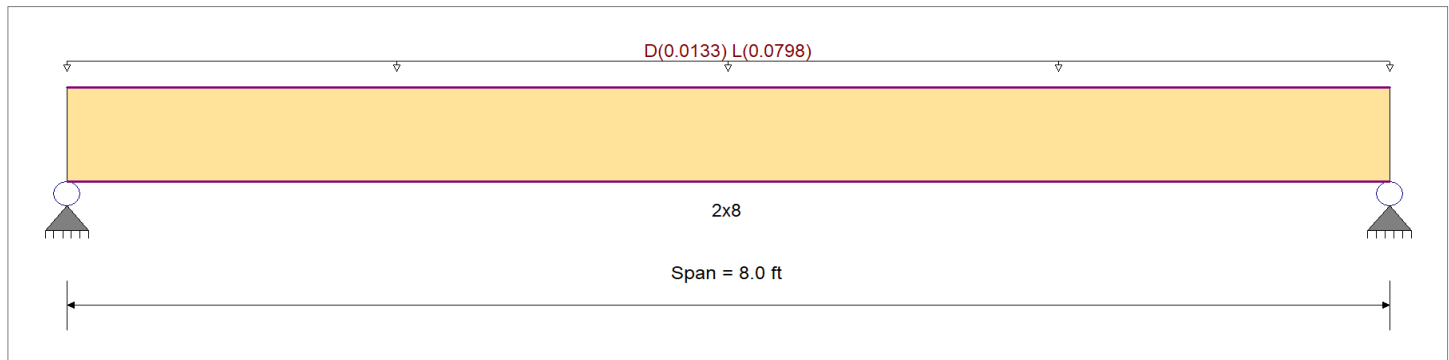 D(0.0133) L(0.0798)
2x8
Span = 8.0 ft